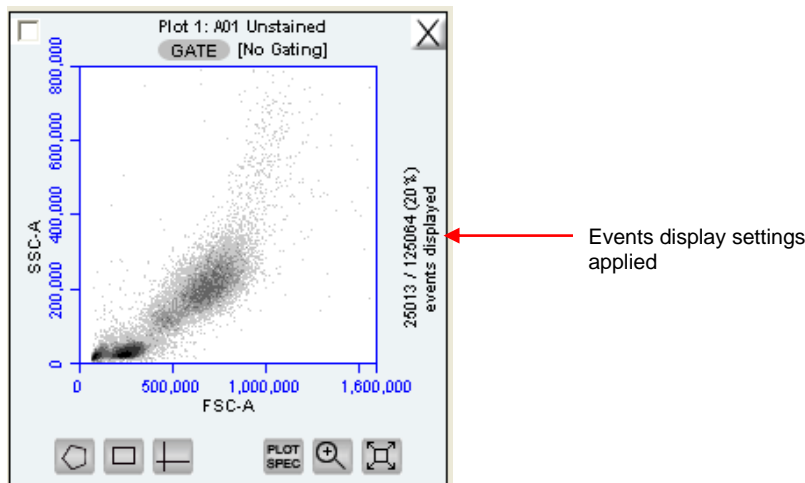 Plot 1: A01 Unstained
GATE [No Gating]
800,000
600,000
400,000
200,000
0
SSC-A
0 500,000 1,000,000 1,600,000
FSC-A
25013 / 125064 (20%)
events displayed
Events display settings
applied
PLOT
SPEC